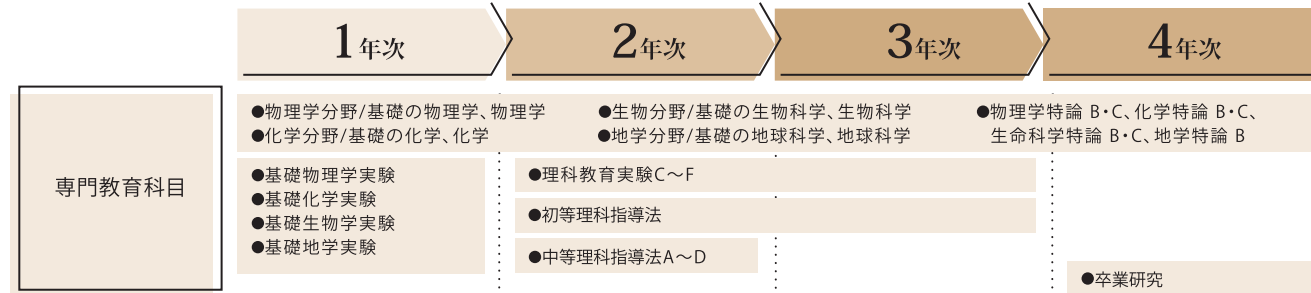 1年次
2年次
3年次
4年次
専門教育科目
●物理学分野/基礎の物理学、物理学
●化学分野/基礎の化学、化学
●生物分野/基礎の生物科学、生物科学
●地学分野/基礎の地球科学、地球科学
●物理学特論 B・C、化学特論 B・C、
生命科学特論 B・C、地学特論 B
●基礎物理学実験
●基礎化学実験
●基礎生物学実験
●基礎地学実験
●理科教育実験C〜F
●初等理科指導法
●中等理科指導法A〜D
●卒業研究